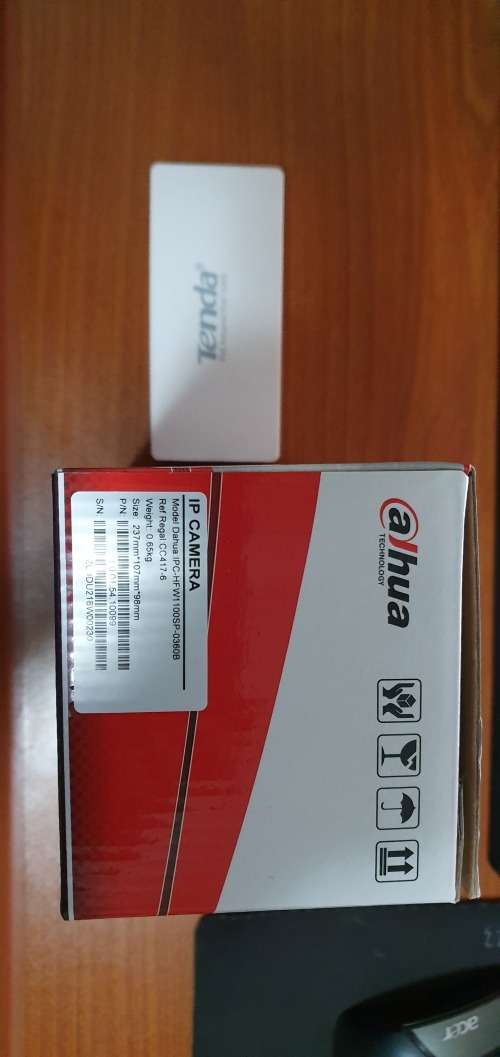 Tenda
alhua
TECHNOLOGY
IP CAMERA
Model Dahua:IPC-HFW1100SP-0360B
Ref Regal:CC417-6
Weight: 0.65kg
Size: 237mm*107mm*98mm
P/N:
S/N:
acer